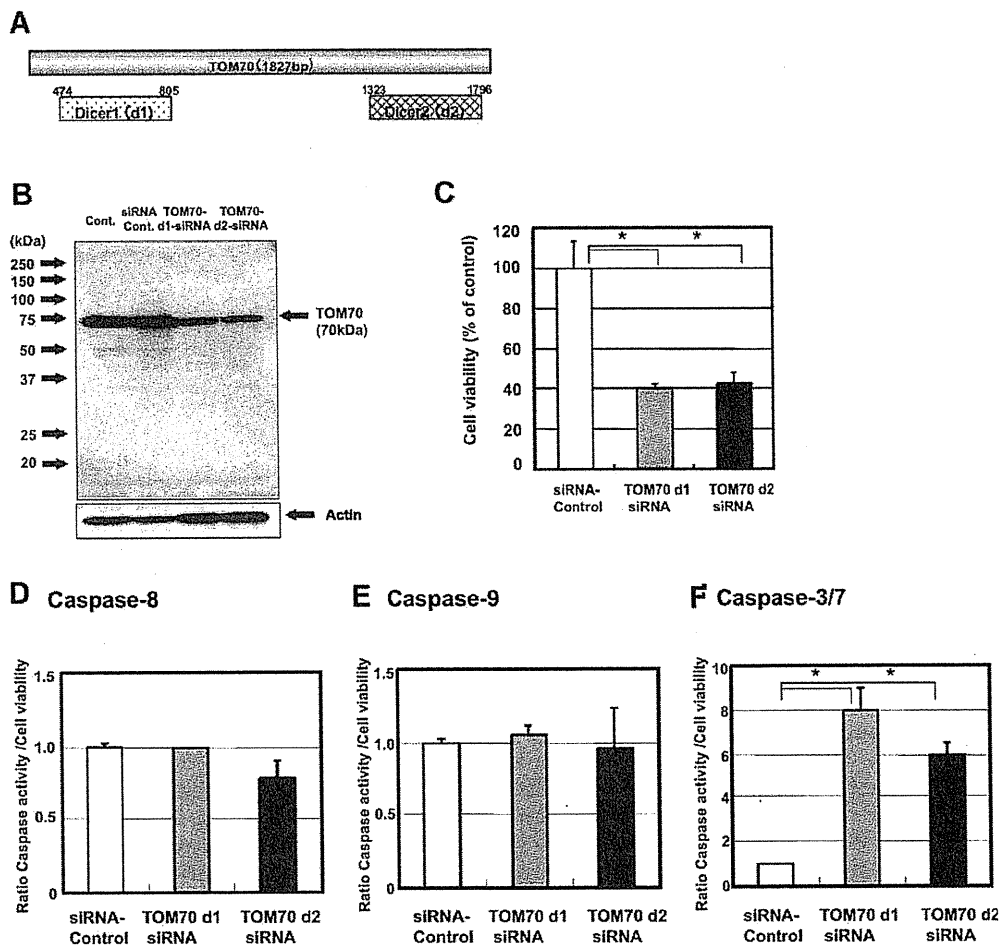 A
TOM70(1827bp)
474 805 1323 1796
Dicer1 (d1) Dicer2 (d2)
B
Cont. siRNA Cont. TOM70-d1-siRNA TOM70-d2-siRNA
(kDa)
250
150
100
75
50
37
25
20
TOM70
(70kDa)
Actin
C
Cell viability (% of control)
120
100
80
60
40
20
0
* *
siRNA-Control TOM70 d1 siRNA TOM70 d2 siRNA
D Caspase-8
Ratio Caspase activity /Cell viability
1.5
1.0
0.5
0
siRNA-Control TOM70 d1 siRNA TOM70 d2 siRNA
E Caspase-9
Ratio Caspase activity /Cell viability
1.5
1.0
0.5
0
siRNA-Control TOM70 d1 siRNA TOM70 d2 siRNA
F Caspase-3/7
Ratio Caspase activity /Cell viability
10
8
6
4
2
0
* *
siRNA-Control TOM70 d1 siRNA TOM70 d2 siRNA